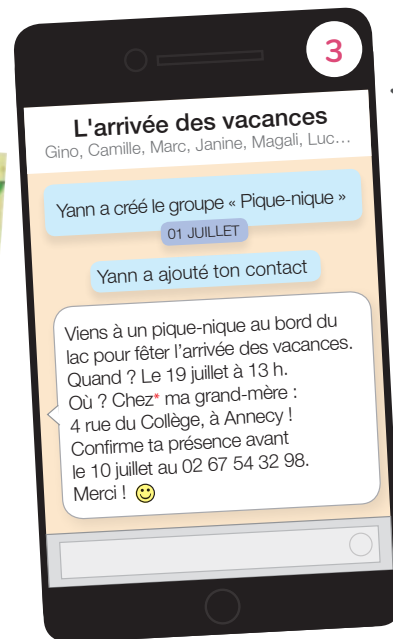 3
L'arrivée des vacances
Gino, Camille, Marc, Janine, Magali, Luc…
Yann a créé le groupe « Pique-nique »
01 JUILLET
Yann a ajouté ton contact
Viens à un pique-nique au bord du
lac pour fêter l’arrivée des vacances.
Quand ? Le 19 juillet à 13 h.
Où ? Chez* ma grand-mère :
4 rue du Collège, à Annecy !
Confirme ta présence avant
le 10 juillet au 02 67 54 32 98.
Merci ! 🙂